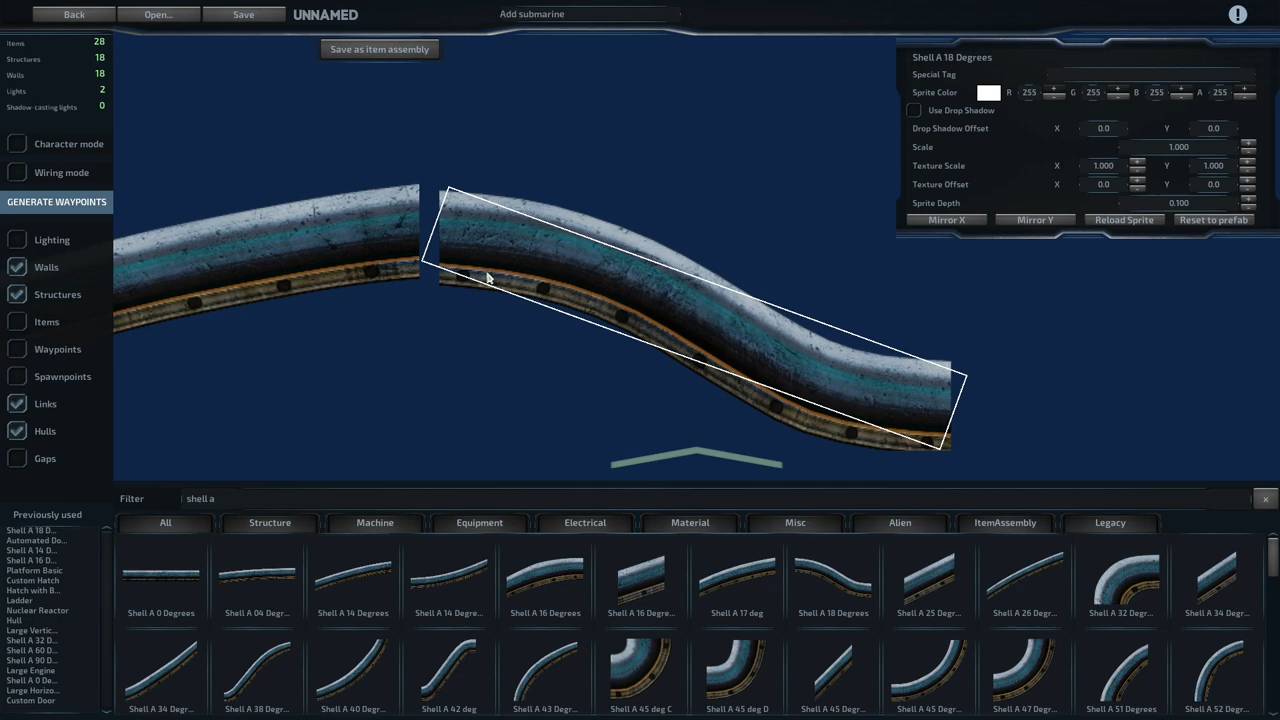 Back
Open...
Save
UNNAMED
Add submarine
Save as item assembly
Items 28
Structures 18
Walls 18
Lights 2
Shadow casting lights 0
Character mode
Wiring mode
GENERATE WAYPOINTS
Lighting
Walls
Structures
Items
Waypoints
Spawnpoints
Links
Hulls
Gaps
Shell A 18 Degrees
Special Tag
Sprite Color R 255 + - G 255 + - B 255 + - A 255 + -
Use Drop Shadow
Drop Shadow Offset X 0.0 Y 0.0
Scale 1.000 + -
Texture Scale X 1.000 + - Y 1.000 + -
Texture Offset X 0.0 + - Y 0.0 + -
Sprite Depth 0.100 + -
Mirror X
Mirror Y
Reload Sprite
Reset to prefab
Previously used
Shell A 18 D...
Automated Do...
Shell A 14 D...
Shell A 16 D...
Platform Basic
Custom Hatch
Hatch with B...
Ladder
Nuclear Reactor
Hull
Large Vertic...
Shell A 32 D...
Shell A 60 D...
Shell A 90 D...
Large Engine
Shell A 0 De...
Large Horizo...
Custom Door
Filter shell a x
All
Structure
Machine
Equipment
Electrical
Material
Misc
Alien
ItemAssembly
Legacy
Shell A 0 Degrees
Shell A 04 Degr...
Shell A 14 Degrees
Shell A 14 Degre...
Shell A 16 Degrees
Shell A 16 Degre...
Shell A 17 deg
Shell A 18 Degrees
Shell A 25 Degr...
Shell A 26 Degr...
Shell A 32 Degr...
Shell A 34 Degr...
Shell A 34 Degr...
Shell A 38 Degr...
Shell A 40 Degr...
Shell A 42 deg
Shell A 43 Degr...
Shell A 45 deg C
Shell A 45 deg D
Shell A 45 Degr...
Shell A 45 Degr...
Shell A 47 Degr...
Shell A 51 Degrees
Shell A 52 Degr...